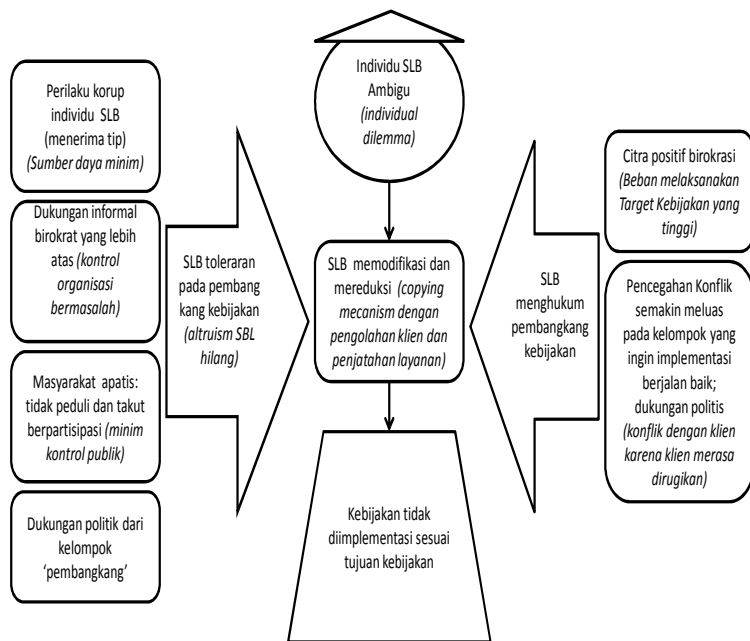 Perilaku korup
individu SLB
(menerima tip)
(Sumber daya minim)
Dukungan informal
birokrat yang lebih
atas (kontrol
organisasi
bermasalah)
Masyarakat apatis:
tidak peduli dan takut
berpartisipasi (minim
kontrol publik)
Dukungan politik dari
kelompok
‘pembangkang’
SLB toleraran
pada pembang
kang kebijakan
(altruism SBL
hilang)
Individu SLB
Ambigu
(individual
dilemma)
SLB memodifikasi dan
mereduksi (copying
mecanism dengan
pengolahan klien dan
penjatahan layanan)
Kebijakan tidak
diimplementasi sesuai
tujuan kebijakan
SLB
menghukum
pembangkang
kebijakan
Citra positif birokrasi
(Beban melaksanakan
Target Kebijakan yang
tinggi)
Pencegahan Konflik
semakin meluas
pada kelompok yang
ingin implementasi
berjalan baik;
dukungan politis
(konflik dengan klien
karena klien merasa
dirugikan)